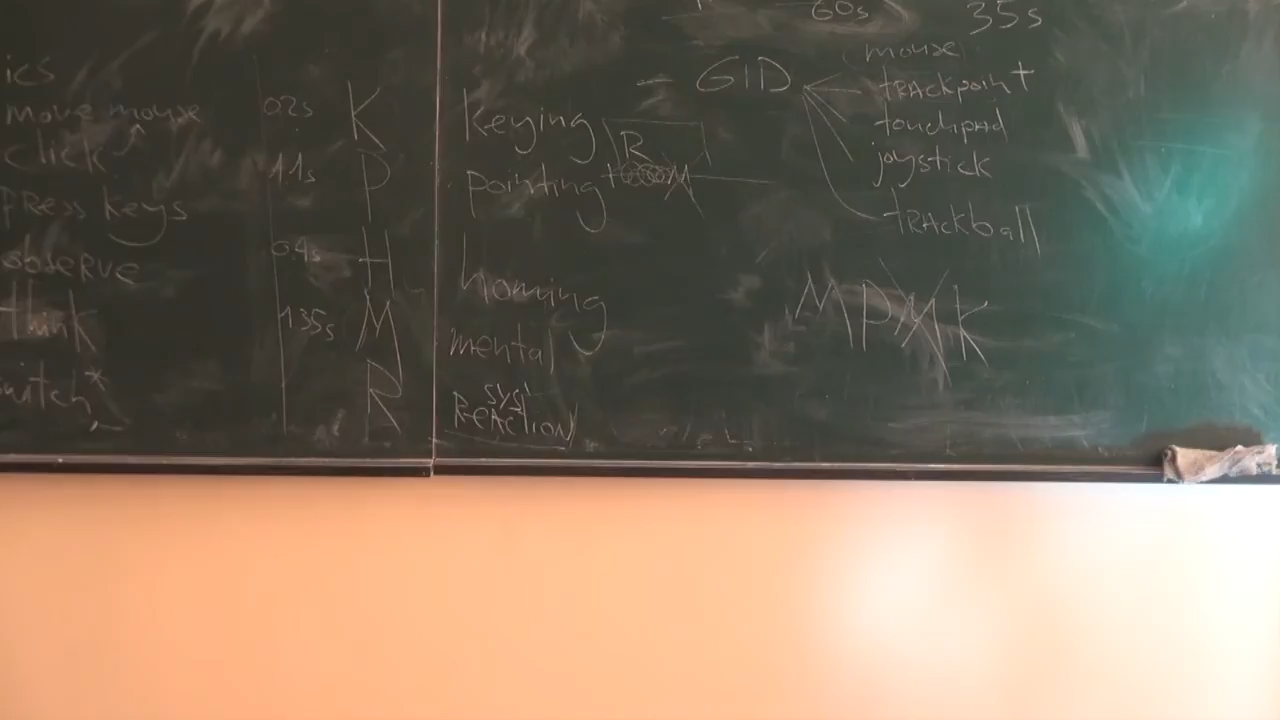 60s 35s
ics
move mouse
click
press keys
observe
think
switch*
0.2s K keying
1.1s P pointing
0.4s H homing
1.35s M mental
R sys. REACTION
R
M
- GID
mouse
TRACKpoint
touchpad
joystick
TRACKball
MPMK